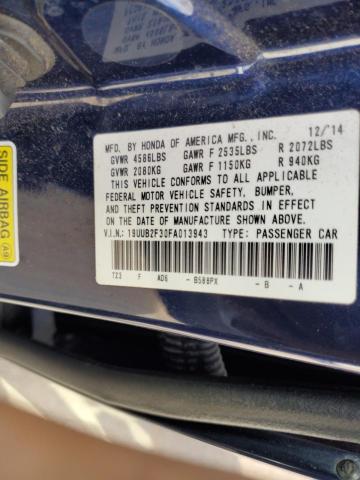 MFD. BY HONDA OF AMERICA MFG., INC. 12/14
GVWR 4586LBS GAWR F 2535LBS R 2072LBS
GVWR 2080KG GAWR F 1150KG R 940KG
THIS VEHICLE CONFORMS TO ALL APPLICABLE
FEDERAL MOTOR VEHICLE SAFETY, BUMPER,
AND THEFT PREVENTION STANDARDS IN EFFECT
ON THE DATE OF MANUFACTURE SHOWN ABOVE.
V.I.N.: 19UUB2F30FA013943 TYPE: PASSENGER CAR
TZ3 F AD6 - B588PX - B - A
SIDE AIRBAG
A9